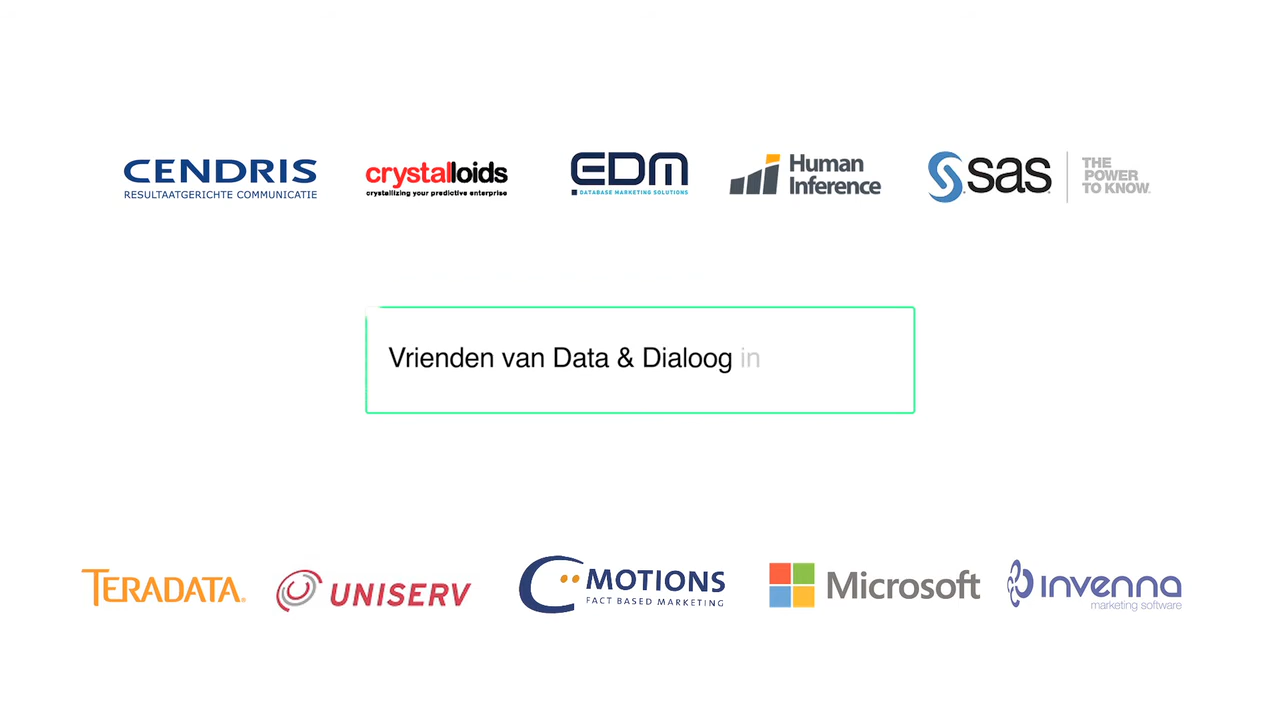 CENDRIS
RESULTAATGERICHTE COMMUNICATIE
crystalloids
crystallizing your predictive enterprise
EDM
DATABASE MARKETING SOLUTIONS
Human
Inference
sas
THE
POWER
TO KNOW.
Vrienden van Data & Dialoog in
TERADATA
UNISERV
CMOTIONS
FACT BASED MARKETING
Microsoft
invenna
marketing software